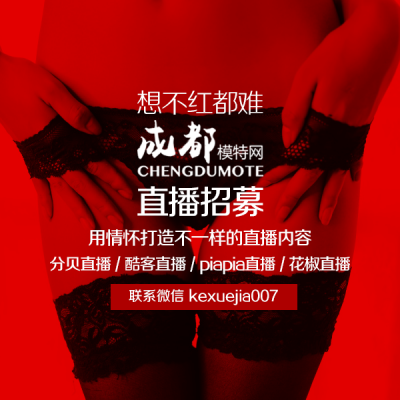 想不红都难
成都模特网
CHENGDUMOTE
直播招募
用情怀打造不一样的直播内容
分贝直播 / 酷客直播 / piapia直播 / 花椒直播
联系微信 kexuejia007